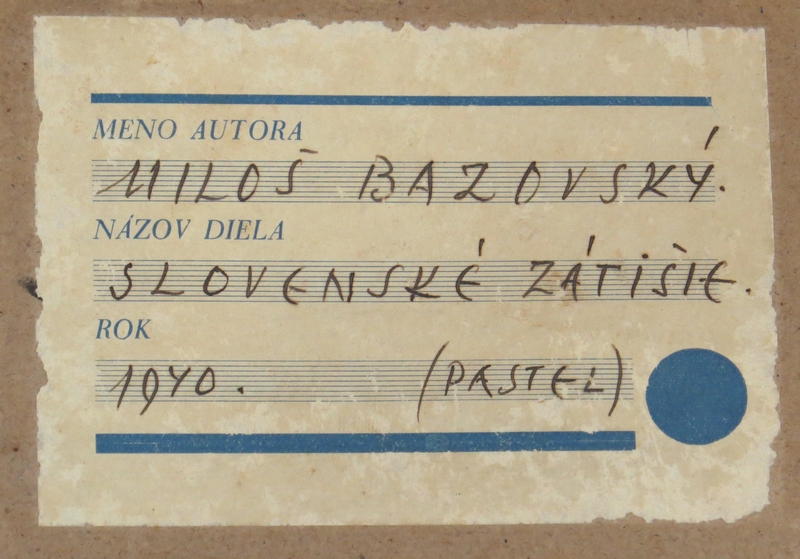 MENO AUTORA
MILOŠ BAZOVSKÝ.
NÁZOV DIELA
SLOVENSKÉ ZÁTIŠIE.
ROK
1940. (PASTEL)